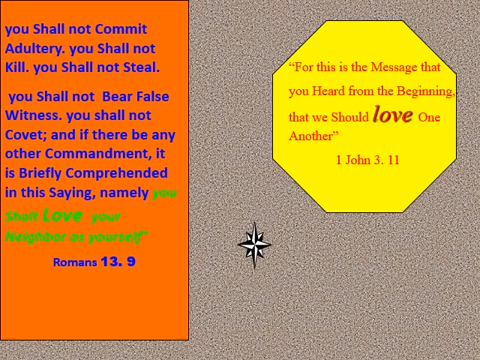 you Shall not Commit
Adultery. you Shall not
Kill. you Shall not Steal.
you Shall not Bear False
Witness. you shall not
Covet; and if there be any
other Commandment, it
is Briefly Comprehended
in this Saying, namely you
Shalt Love your
Neighbor as yourself"
Romans 13. 9
“For this is the Message that
you Heard from the Beginning,
that we Should love One
Another”
1 John 3. 11